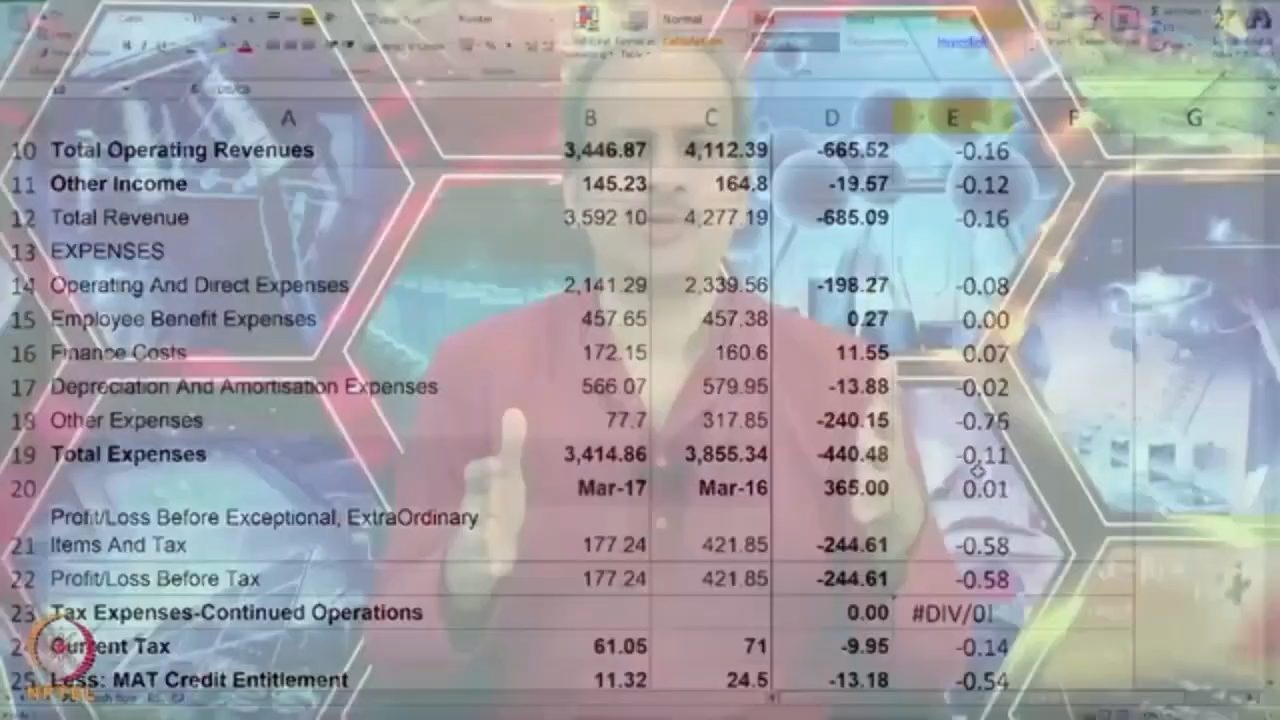 Normal
Calculation
A B C D E F G
10 Total Operating Revenues 3,446.87 4,112.39 -665.52 -0.16
11 Other Income 145.23 164.8 -19.57 -0.12
12 Total Revenue 3,592 10 4,277.19 -685.09 -0.16
13 EXPENSES
14 Operating And Direct Expenses 2,141.29 2,339.56 -198.27 -0.08
15 Employee Benefit Expenses 457.65 457.38 0.27 0.00
16 Finance Costs 172.15 160.6 11.55 0.07
17 Depreciation And Amortisation Expenses 566 07 579.95 -13.88 -0.02
18 Other Expenses 77.7 317.85 -240.15 -0.76
19 Total Expenses 3,414.86 3,855.34 -440.48 -0.11
20 Mar-17 Mar-16 365.00 0.01
Profit/Loss Before Exceptional, ExtraOrdinary
21 Items And Tax 177.24 421.85 -244.61 -0.58
22 Profit/Loss Before Tax 177.24 421.85 -244.61 -0.58
23 Tax Expenses-Continued Operations 0.00 #DIV/0!
24 Current Tax 61.05 71 -9.95 -0.14
25 Less: MAT Credit Entitlement 11.32 24.5 -13.18 -0.54
NPTEL